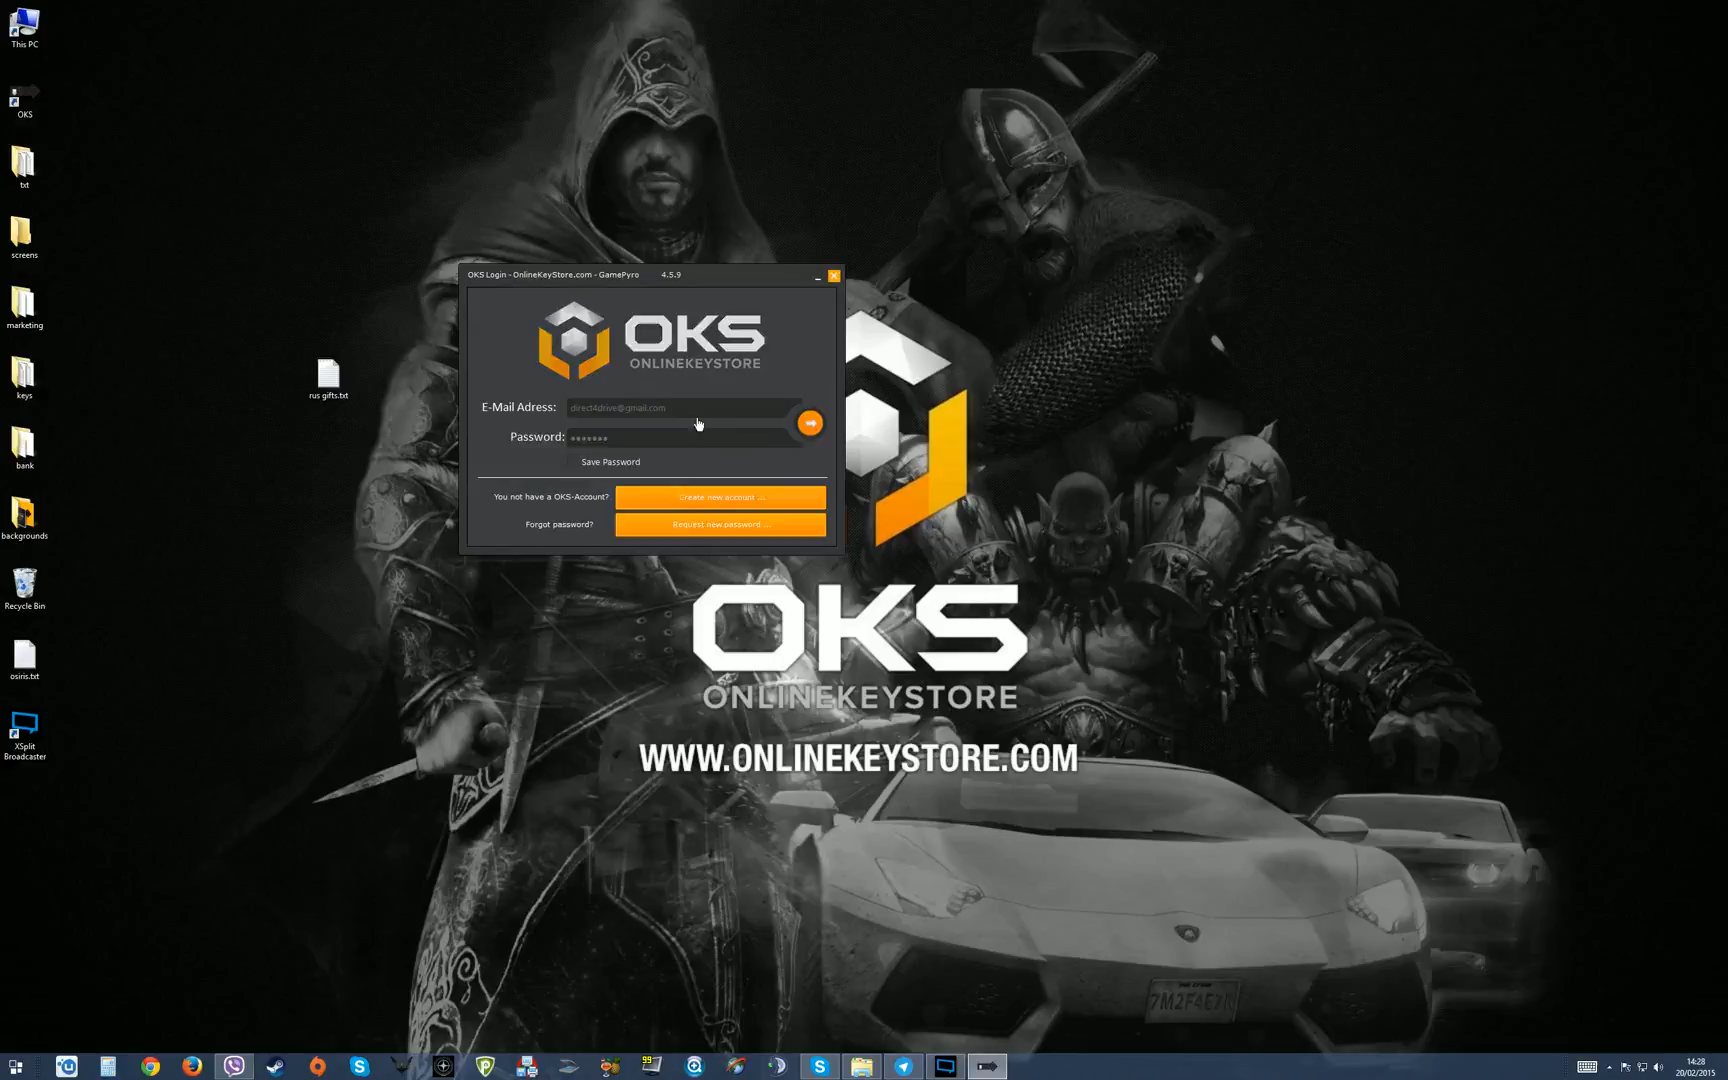 This PC
OKS
txt
screens
marketing
keys
bank
backgrounds
Recycle Bin
osiris.txt
XSplit
Broadcaster
rus gifts.txt
OKS Login - OnlineKeyStore.com - GamePyro 4.5.9
OKS
ONLINEKEYSTORE
E-Mail Adress: direct4drive@gmail.com
Password:
Save Password
You not have a OKS-Account? Create new account ...
Forgot password? Request new password ...
OKS
ONLINEKEYSTORE
WWW.ONLINEKEYSTORE.COM
99
14:28
20/02/2015